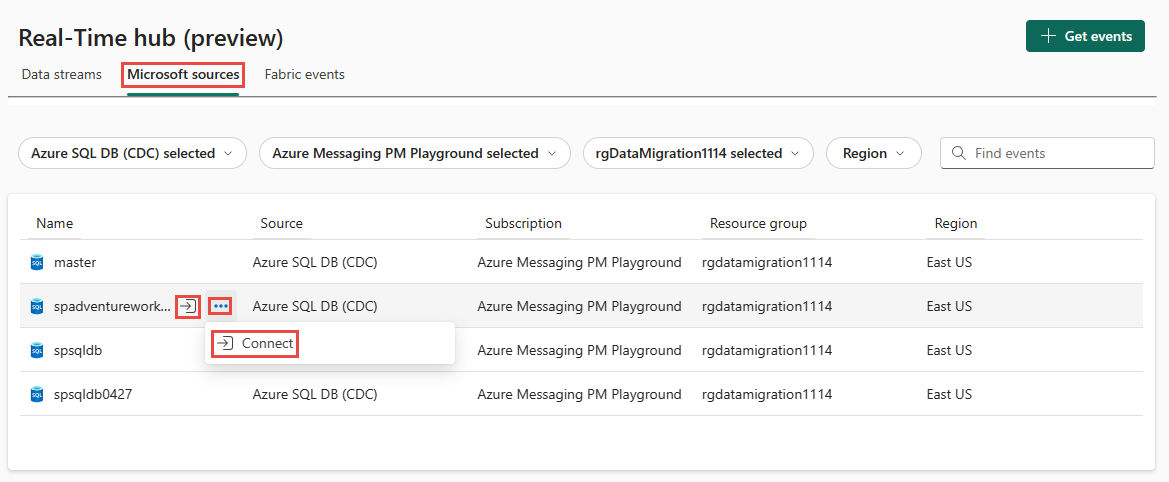 Real-Time hub (preview)
Get events
Data streams Microsoft sources Fabric events
Azure SQL DB (CDC) selected Azure Messaging PM Playground selected rgDataMigration1114 selected Region Find events
Name Source Subscription Resource group Region
SQL master Azure SQL DB (CDC) Azure Messaging PM Playground rgdatamigration1114 East US
SQL spadventurework... ... Azure SQL DB (CDC) Azure Messaging PM Playground rgdatamigration1114 East US
Connect
SQL spsqldb Azure Messaging PM Playground rgdatamigration1114 East US
SQL spsqldb0427 Azure SQL DB (CDC) Azure Messaging PM Playground rgdatamigration1114 East US